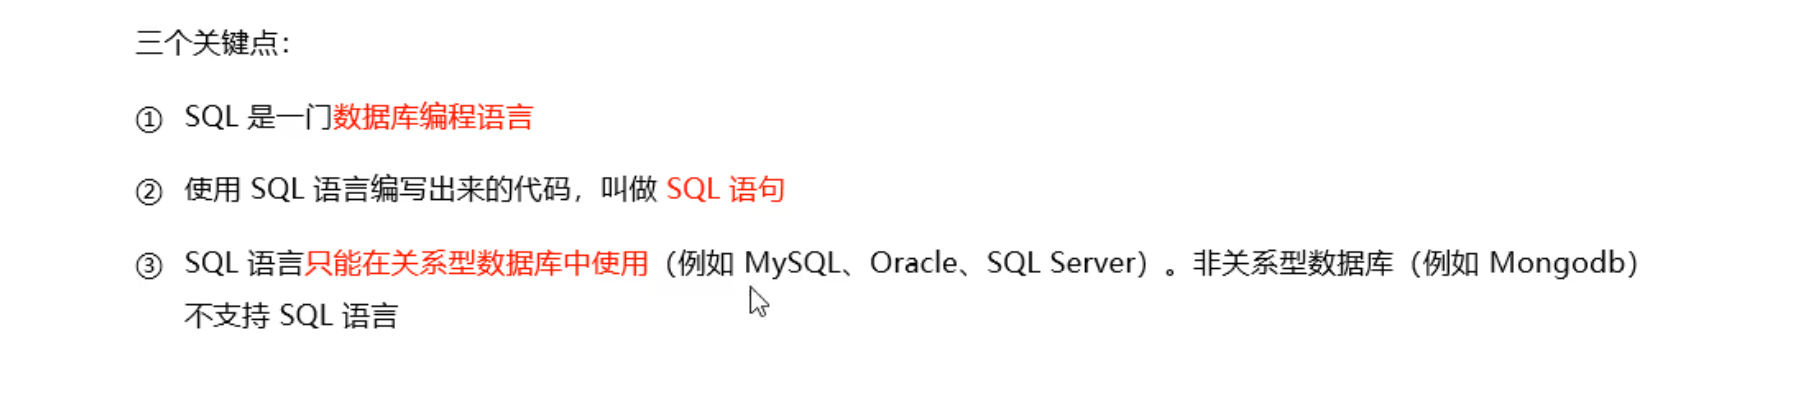 三个关键点：
① SQL 是一门数据库编程语言
② 使用 SQL 语言编写出来的代码，叫做 SQL 语句
③ SQL 语言只能在关系型数据库中使用（例如 MySQL、Oracle、SQL Server）。非关系型数据库（例如 Mongodb）
不支持 SQL 语言